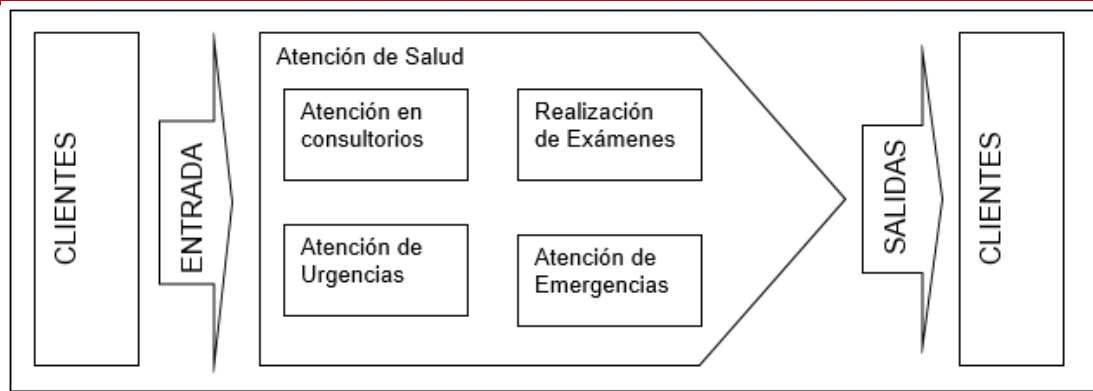 CLIENTES
ENTRADA
Atención de Salud
Atención en
consultorios
Realización
de Exámenes
Atención de
Urgencias
Atención de
Emergencias
SALIDAS
CLIENTES